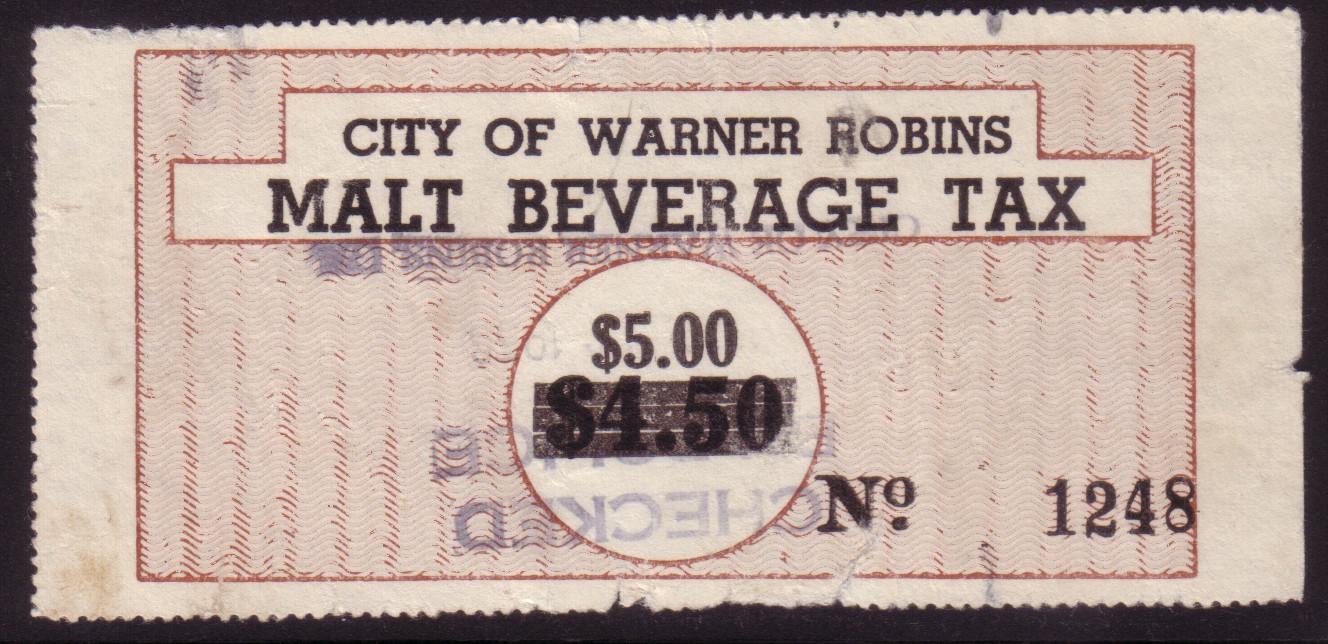 CITY OF WARNER ROBINS
MALT BEVERAGE TAX
$5.00
$4.50
CHECKED
Nº 1248